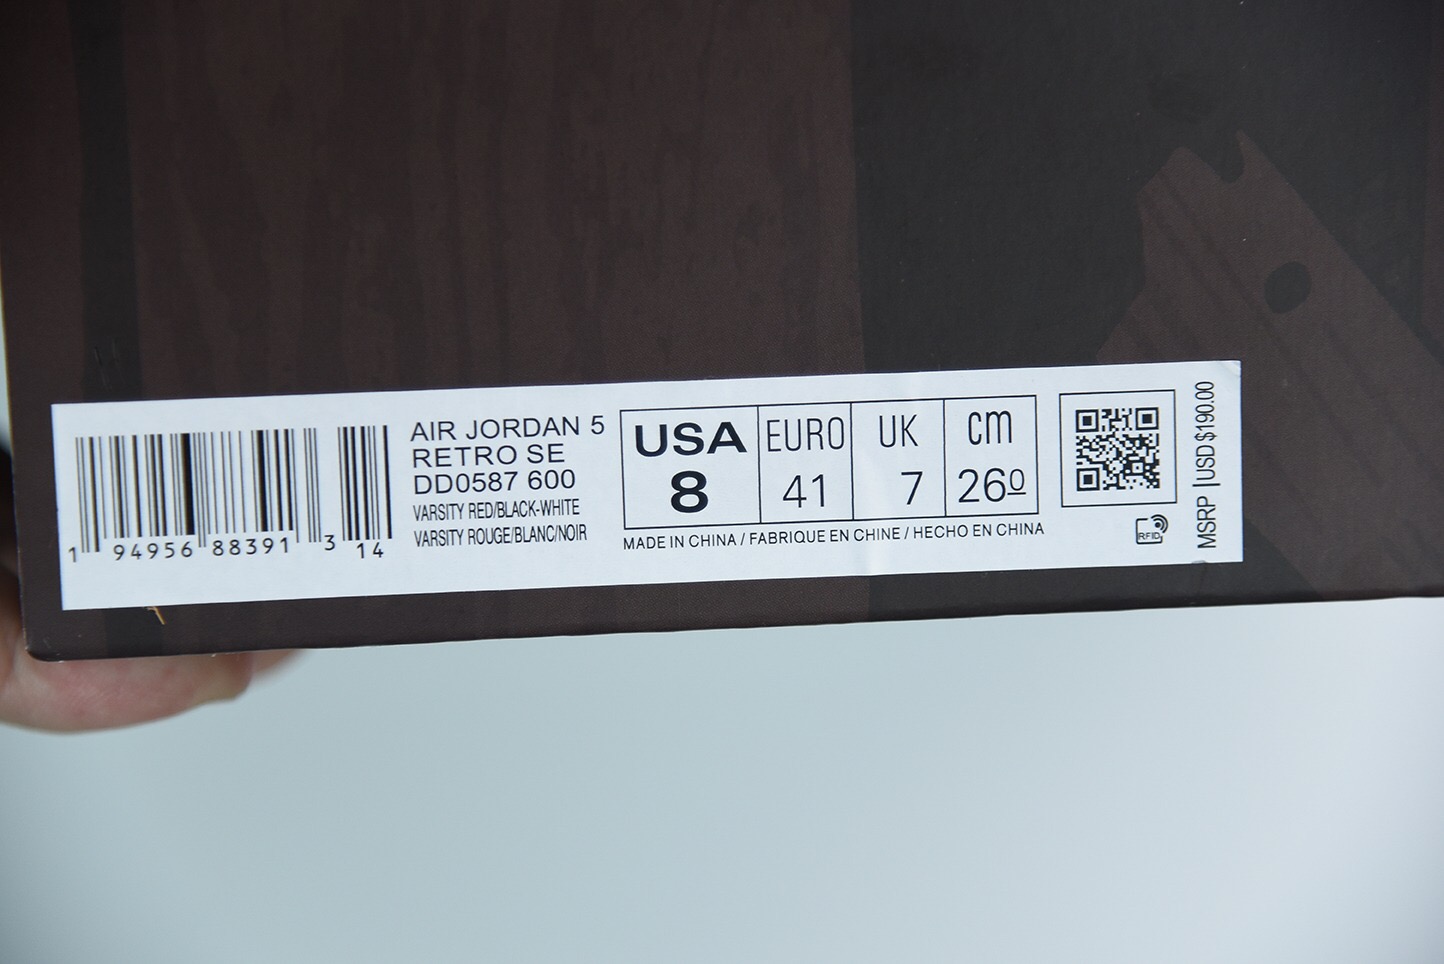 1 94956 88391 3 14
AIR JORDAN 5
RETRO SE
DD0587 600
VARSITY RED/BLACK-WHITE
VARSITY ROUGE/BLANC/NOIR
USA EURO UK cm
8 41 7 26⁰
MADE IN CHINA / FABRIQUE EN CHINE / HECHO EN CHINA
RFID
MSRP |USD $190.00